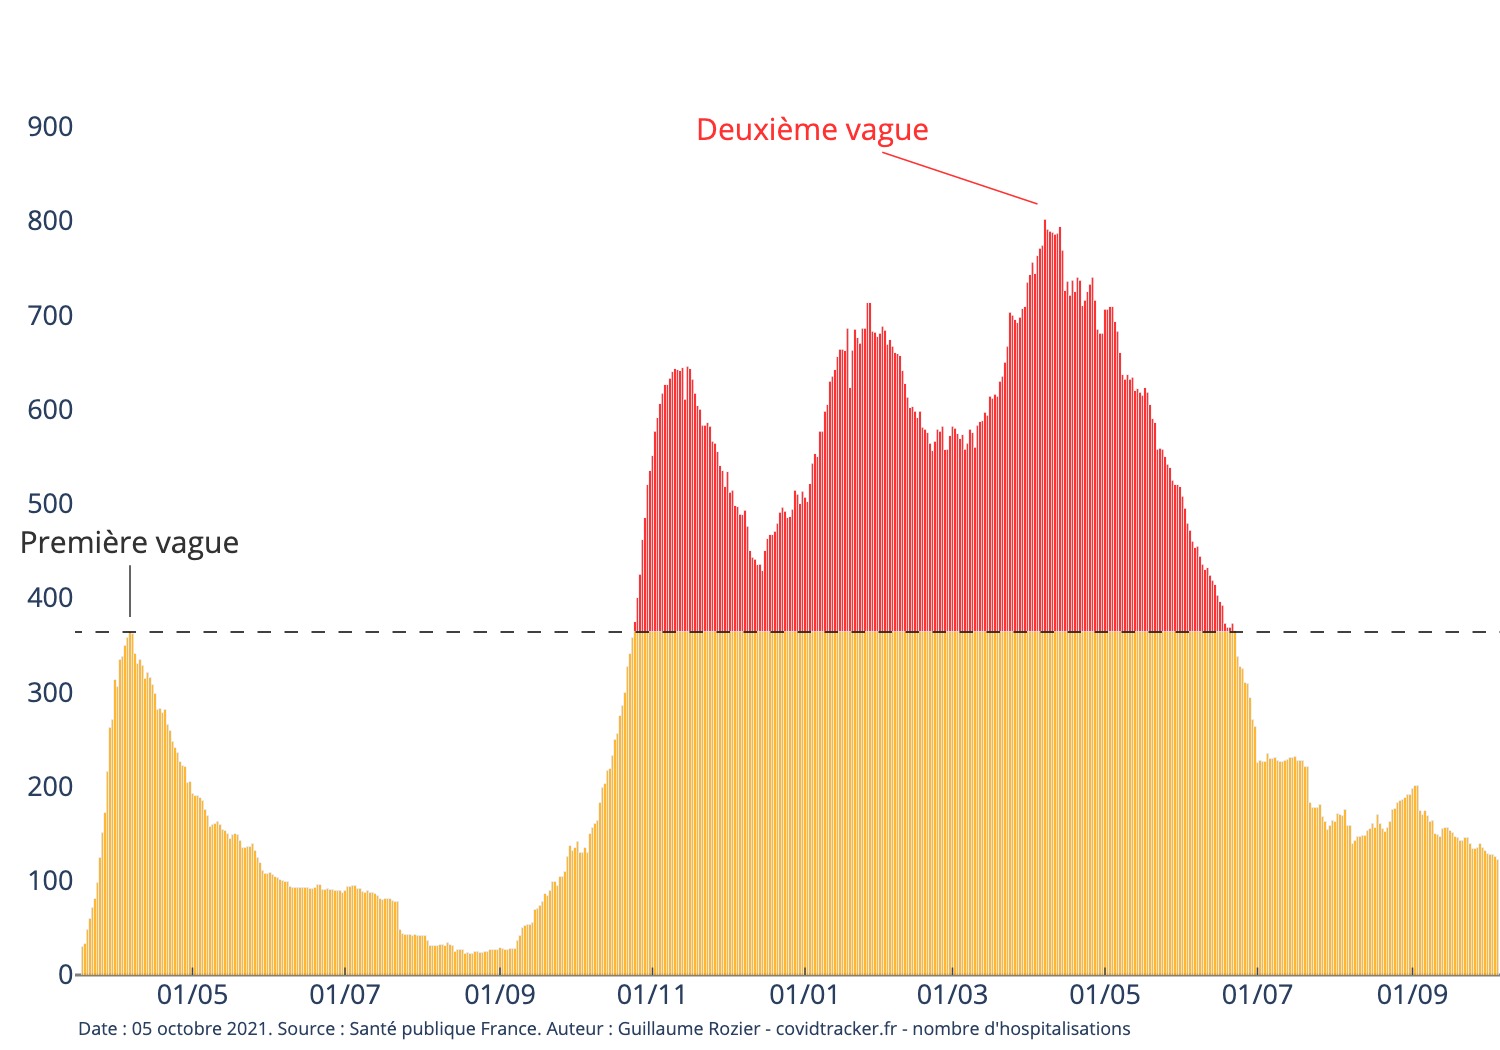 900
Deuxième vague
800
700
600
500
Première vague
400
300
200
100
0
01/05 01/07 01/09 01/11 01/01 01/03 01/05 01/07 01/09
Date : 05 octobre 2021. Source : Santé publique France. Auteur : Guillaume Rozier - covidtracker.fr - nombre d'hospitalisations